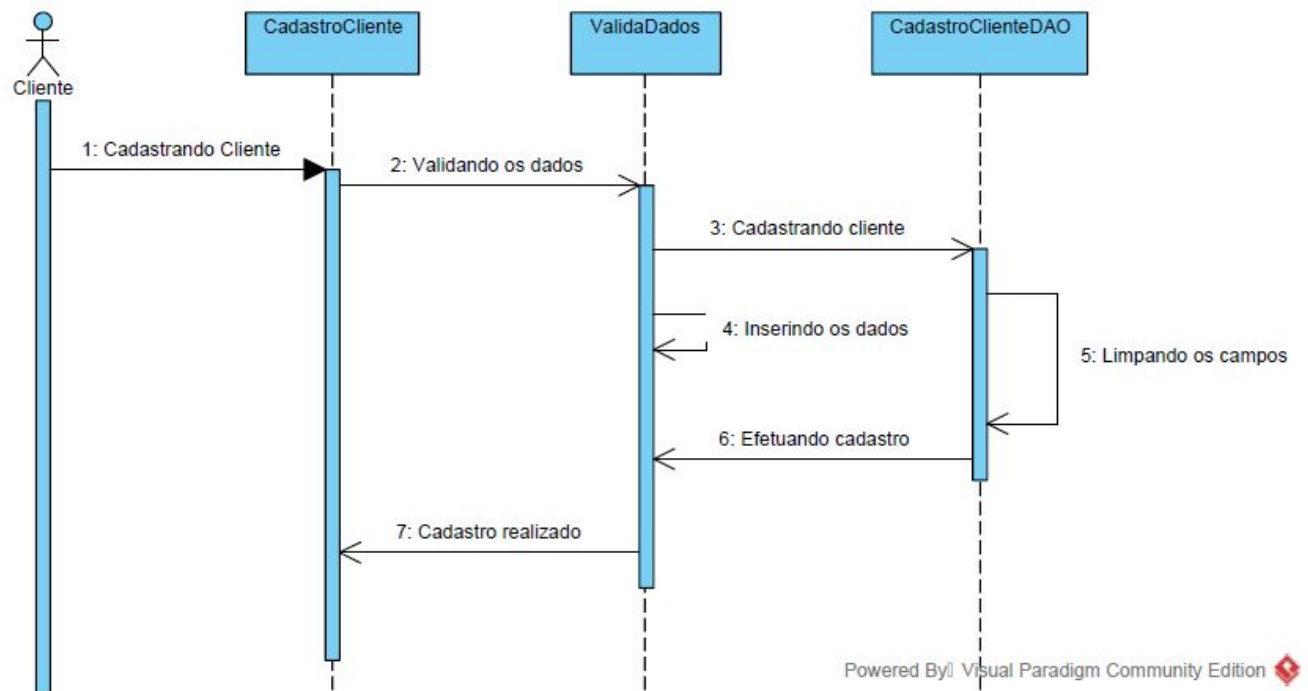 CadastroCliente
ValidaDados
CadastroClienteDAO
Cliente
1: Cadastrando Cliente
2: Validando os dados
3: Cadastrando cliente
4: Inserindo os dados
5: Limpando os campos
6: Efetuando cadastro
7: Cadastro realizado
Powered By Visual Paradigm Community Edition